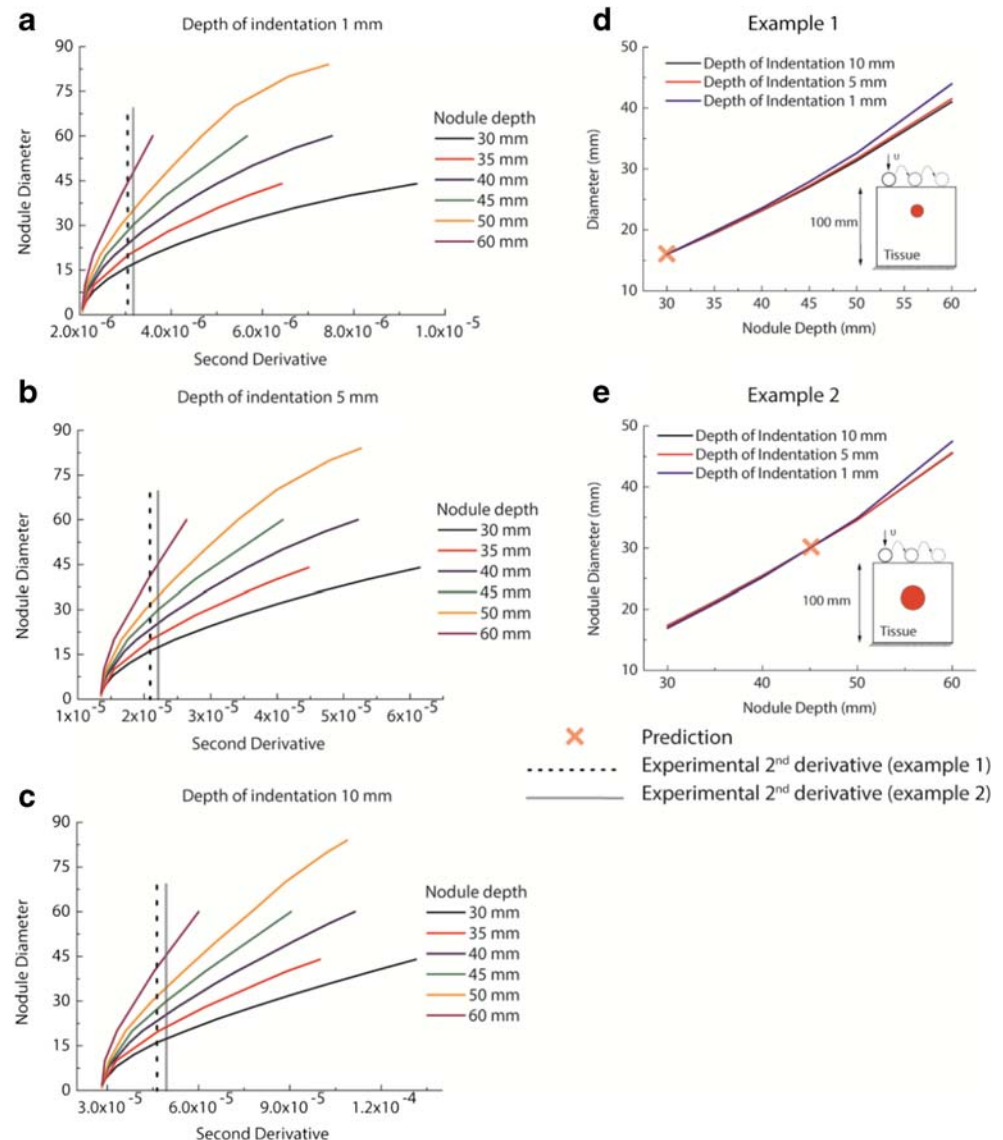 a
Depth of indentation 1 mm
Nodule Diameter
90
75
60
45
30
15
0
2.0x10-6
4.0x10-6
6.0x10-6
8.0x10-6
1.0x10-5
Second Derivative
Nodule depth
30 mm
35 mm
40 mm
45 mm
50 mm
60 mm
b
Depth of indentation 5 mm
Nodule Diameter
90
75
60
45
30
15
0
1x10-5
2x10-5
3x10-5
4x10-5
5x10-5
6x10-5
Second Derivative
Nodule depth
30 mm
35 mm
40 mm
45 mm
50 mm
60 mm
c
Depth of indentation 10 mm
Nodule Diameter
90
75
60
45
30
15
0
3.0x10-5
6.0x10-5
9.0x10-5
1.2x10-4
Second Derivative
Nodule depth
30 mm
35 mm
40 mm
45 mm
50 mm
60 mm
d
Example 1
Diameter (mm)
50
40
30
20
10
Depth of Indentation 10 mm
Depth of Indentation 5 mm
Depth of Indentation 1 mm
U
100 mm
Tissue
30
35
40
45
50
55
60
Nodule Depth (mm)
e
Example 2
Nodule Diameter (mm)
50
40
30
20
10
Depth of Indentation 10 mm
Depth of Indentation 5 mm
Depth of Indentation 1 mm
U
100 mm
Tissue
30
40
50
60
Nodule Depth (mm)
Prediction
Experimental 2nd derivative (example 1)
Experimental 2nd derivative (example 2)